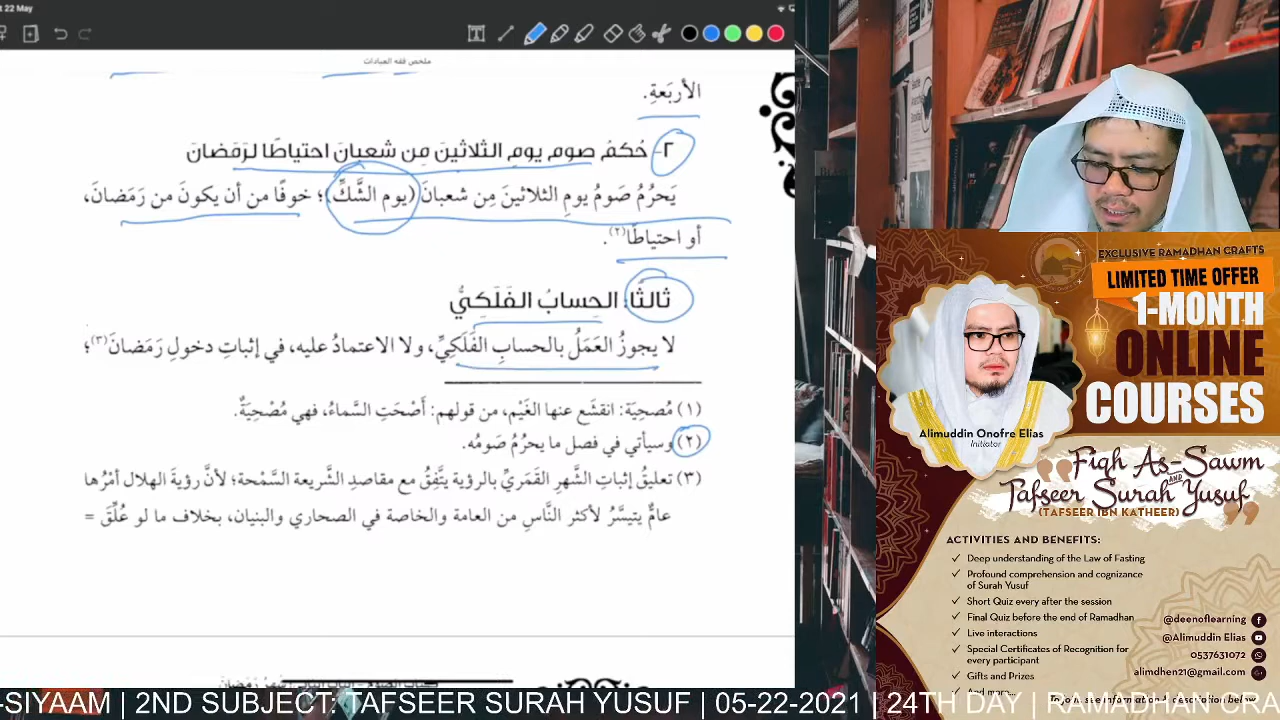 t 22 May
ملخص فقه العبادات
الأربَعةِ.
٢- حُكمُ صومِ يومِ الثلاثينَ مِن شعبانَ احتياطًا لرَمَضانَ
يَحرُمُ صَومُ يومِ الثلاثينَ مِن شعبانَ (يوم الشَّكِّ)؛ خوفًا من أن يكونَ من رَمَضانَ،
أو احتياطًا(٢).
ثالثًا: الحِسابُ الفَلَكيُّ
لا يجوزُ العَمَلُ بالحسابِ الفَلَكِيِّ، ولا الاعتمادُ عليه، في إثباتِ دخولِ رَمَضانَ(٣)؛
(١) مُصحِيَة: انقشَع عنها الغَيْم، من قولهم: أَصْحَتِ السَّماءُ، فهي مُصْحِيَةٌ.
(٢) وسيأتي في فصل ما يحرُمُ صَومُه.
(٣) تعليقُ إثباتِ الشَّهرِ القَمَريِّ بالرؤية يتَّفِقُ مع مقاصدِ الشَّريعة السَّمْحة؛ لأنَّ رؤية الهلال أمْرُها
عامٌّ يتيسَّرُ لأكثر النَّاسِ من العامة والخاصة في الصحاري والبنيان، بخلاف ما لو عُلِّقَ =
EXCLUSIVE RAMADHAN CRAFTS
LIMITED TIME OFFER
1-MONTH
ONLINE
COURSES
Alimuddin Onofre Elias
Initiator
Fiqh As-Sawm
AND
Tafseer Surah Yusuf
(TAFSEER IBN KATHEER)
ACTIVITIES AND BENEFITS:
✓ Deep understanding of the Law of Fasting
✓ Profound comprehension and cognizance
of Surah Yusuf
✓ Short Quiz every after the session
✓ Final Quiz before the end of Ramadhan
✓ Live interactions
✓ Special Certificates of Recognition for
every participant
✓ Gifts and Prizes
@deenoflearning
@Alimuddin Elias
0537631072
alimdhen21@gmail.com
-SIYAAM | 2ND SUBJECT: TAFSEER SURAH YUSUF | 05-22-2021 | 24TH DAY | RAMADHAN CRA